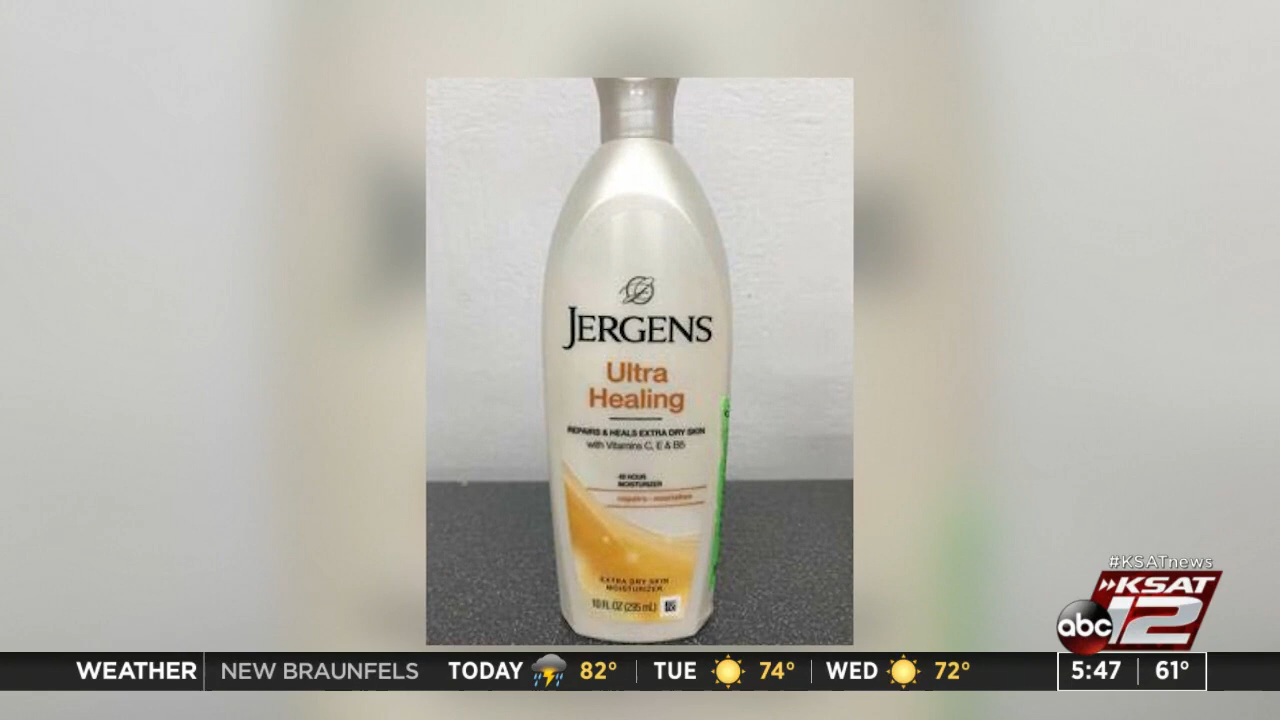 JERGENS
Ultra
Healing
REPAIRS & HEALS EXTRA DRY SKIN
with Vitamins C, E & B5
48 HOUR
MOISTURIZER
EXTRA DRY SKIN
MOISTURIZER
10 FL OZ (295 mL)
#KSATnews
KSAT
abc 12
WEATHER NEW BRAUNFELS TODAY 82° TUE 74° WED 72° 5:47 61°